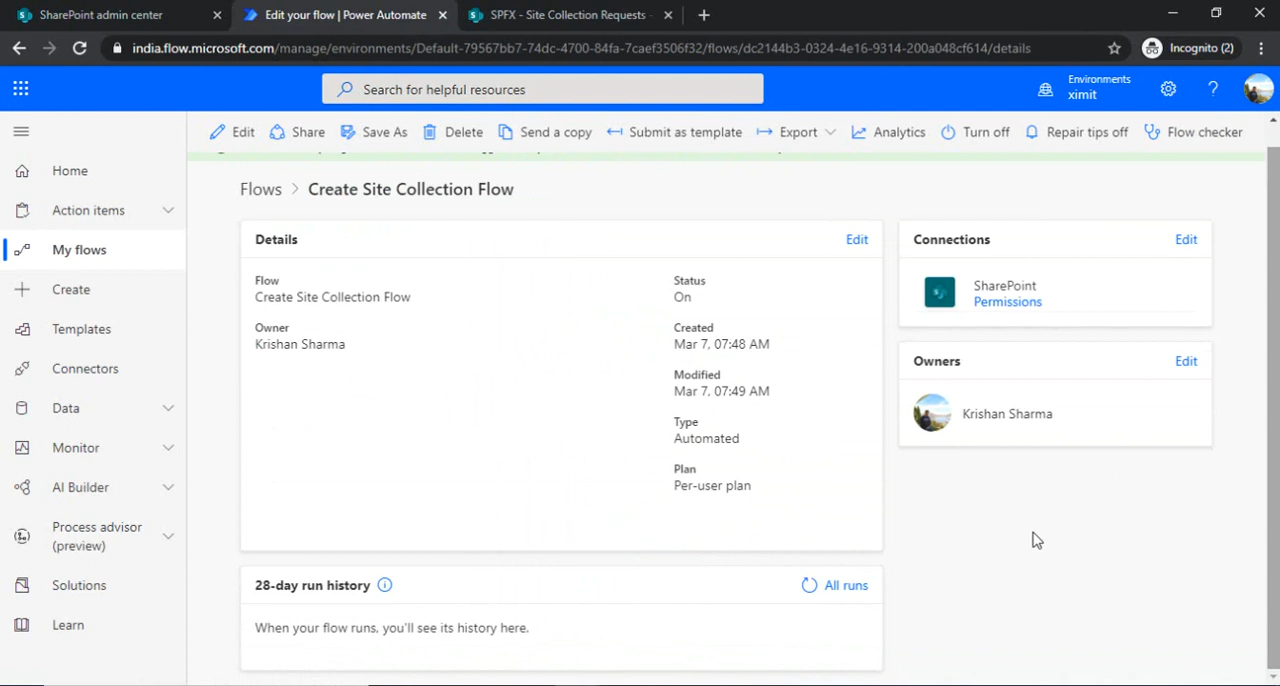 SharePoint admin center
Edit your flow | Power Automate
SPFX - Site Collection Requests -
india.flow.microsoft.com/manage/environments/Default-79567bb7-74dc-4700-84fa-7caef3506f32/flows/dc2144b3-0324-4e16-9314-200a048cf614/details
Incognito (2)
Search for helpful resources
Environments
ximit
Edit
Share
Save As
Delete
Send a copy
Submit as template
Export
Analytics
Turn off
Repair tips off
Flow checker
Home
Action items
My flows
Create
Templates
Connectors
Data
Monitor
AI Builder
Process advisor
(preview)
Solutions
Learn
Flows > Create Site Collection Flow
Details
Edit
Flow
Create Site Collection Flow
Owner
Krishan Sharma
Status
On
Created
Mar 7, 07:48 AM
Modified
Mar 7, 07:49 AM
Type
Automated
Plan
Per-user plan
Connections
Edit
SharePoint
Permissions
Owners
Edit
Krishan Sharma
28-day run history
All runs
When your flow runs, you'll see its history here.